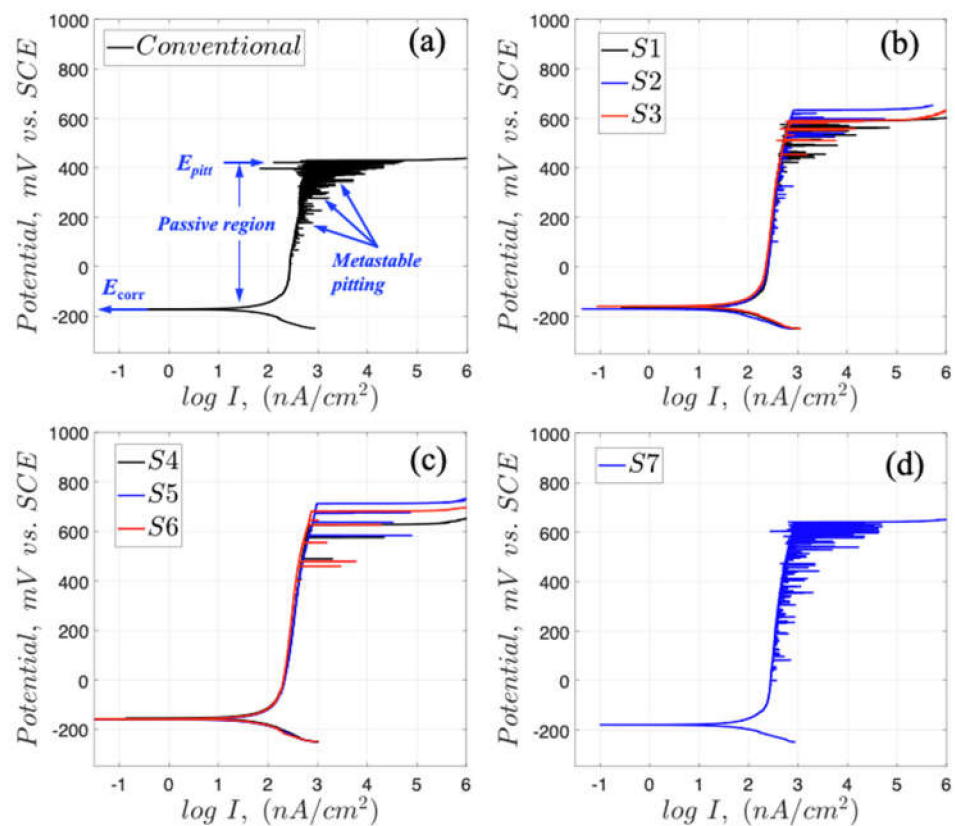 1000
800
600
400
200
0
-200
Potential, mV vs. SCE
Conventional
(a)
E_pitt
Passive region
Metastable
pitting
E_corr
-1 0 1 2 3 4 5 6
log I, (nA/cm²)
1000
800
600
400
200
0
-200
Potential, mV vs. SCE
S1
S2
S3
(b)
-1 0 1 2 3 4 5 6
log I, (nA/cm²)
1000
800
600
400
200
0
-200
Potential, mV vs. SCE
S4
S5
S6
(c)
-1 0 1 2 3 4 5 6
log I, (nA/cm²)
1000
800
600
400
200
0
-200
Potential, mV vs. SCE
S7
(d)
-1 0 1 2 3 4 5 6
log I, (nA/cm²)